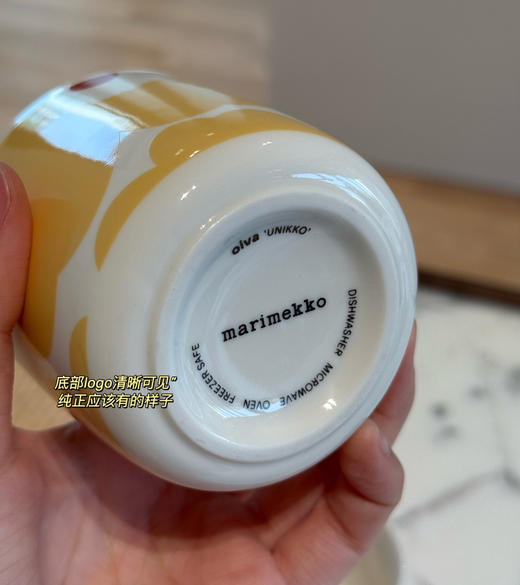 oiva 'UNIKKO'
marimekko
DISHWASHER MICROWAVE OVEN FREEZER SAFE
底部logo清晰可见”
纯正应该有的样子